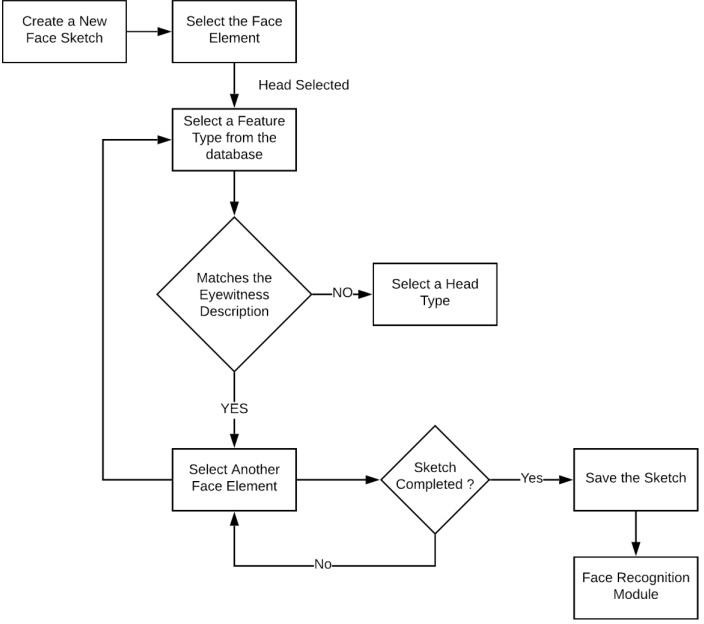 Create a New
Face Sketch
Select the Face
Element
Head Selected
Select a Feature
Type from the
database
Matches the
Eyewitness
Description
NO
Select a Head
Type
YES
Select Another
Face Element
Sketch
Completed ?
Yes
Save the Sketch
No
Face Recognition
Module